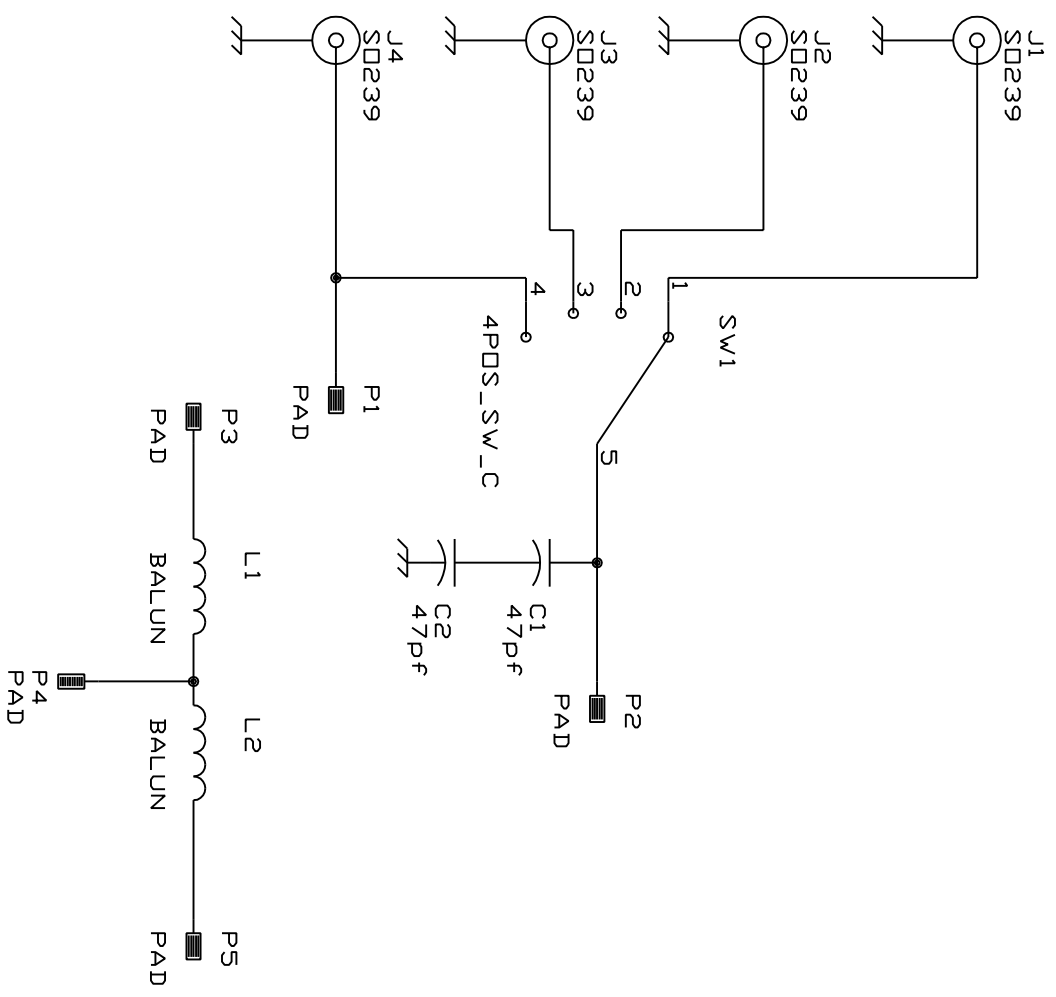 J1
SO239
J2
SO239
J3
SO239
J4
SO239
SW1
1
2
3
4
5
4POS_SW_C
P1
PAD
P2
PAD
C1
47pf
C2
47pf
P3
PAD
L1
BALUN
P4
PAD
L2
BALUN
P5
PAD